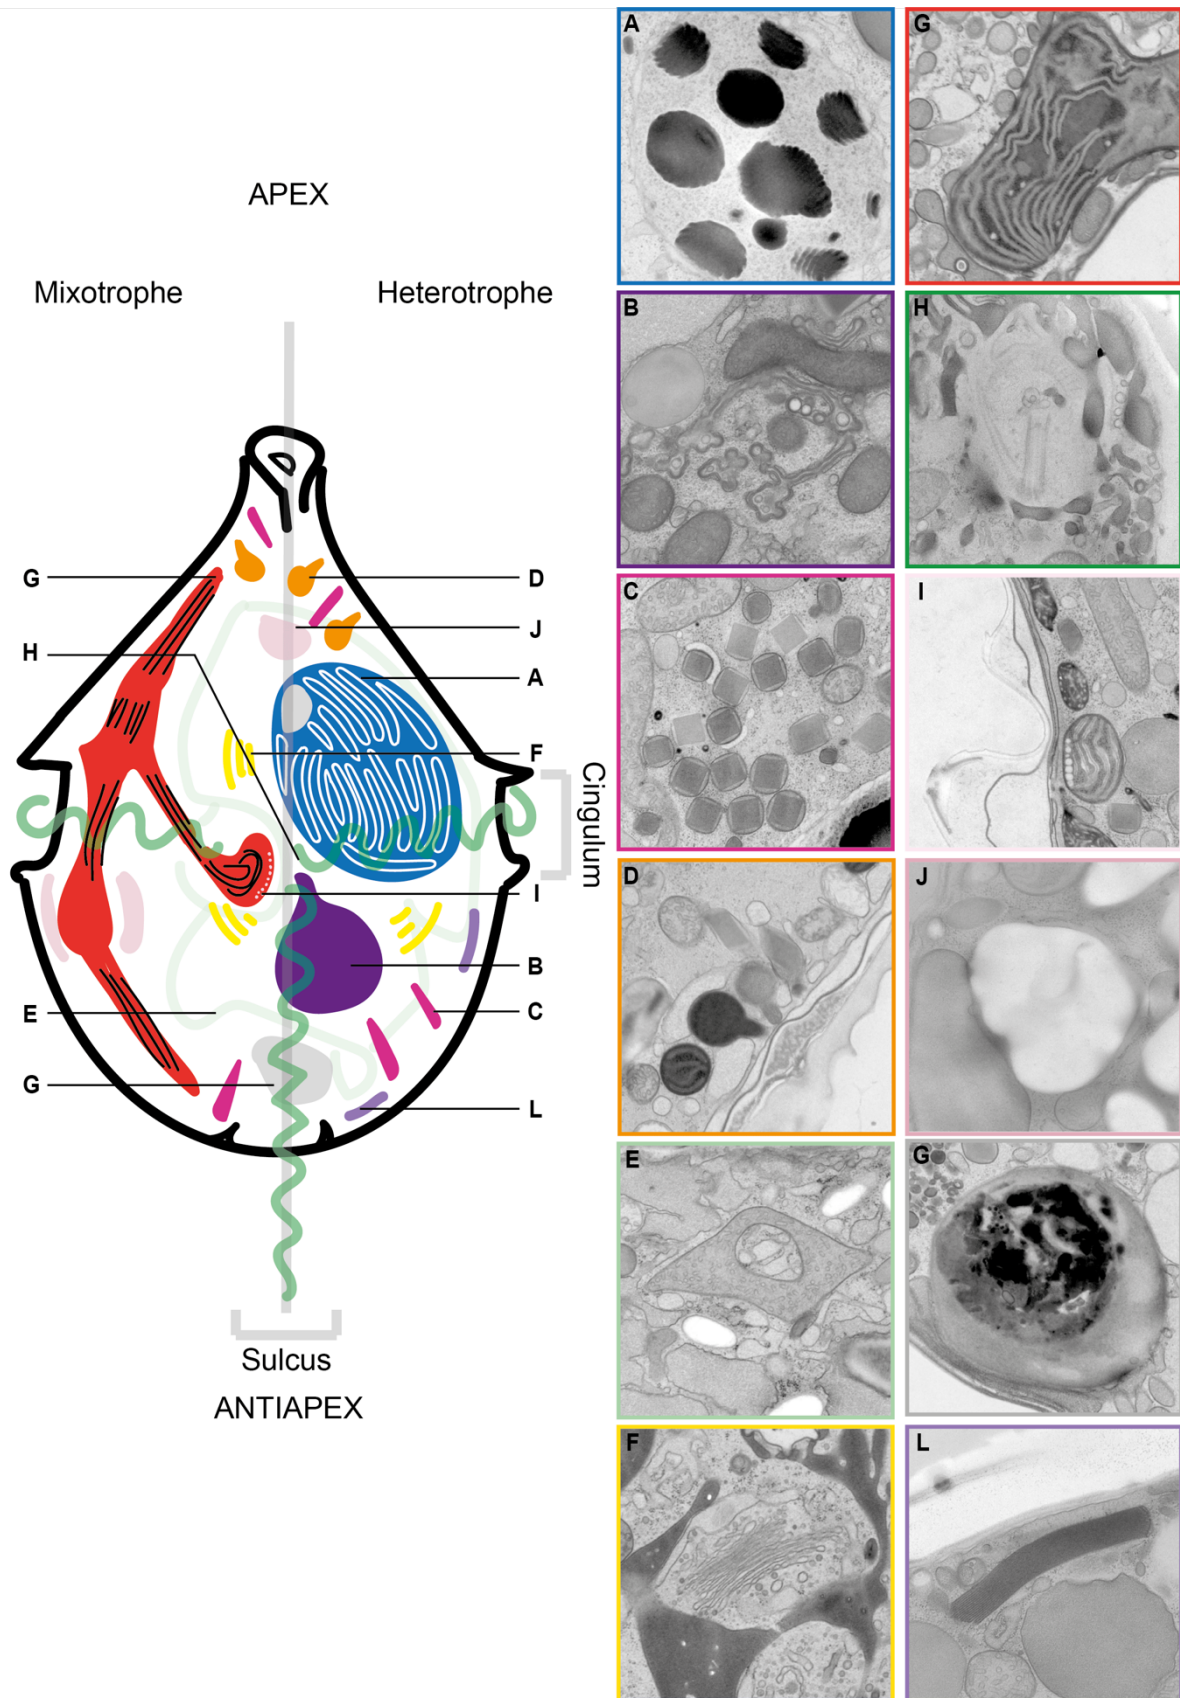 APEX
Mixotrophe
Heterotrophe
G
H
E
G
D
J
A
F
I
B
C
L
Cingulum
Sulcus
ANTIAPEX
A
G
B
H
C
I
D
J
E
G
F
L